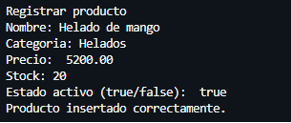 Registrar producto
Nombre: Helado de mango
Categoria: Helados
Precio:  5200.00
Stock: 20
Estado activo (true/false):  true
Producto insertado correctamente.